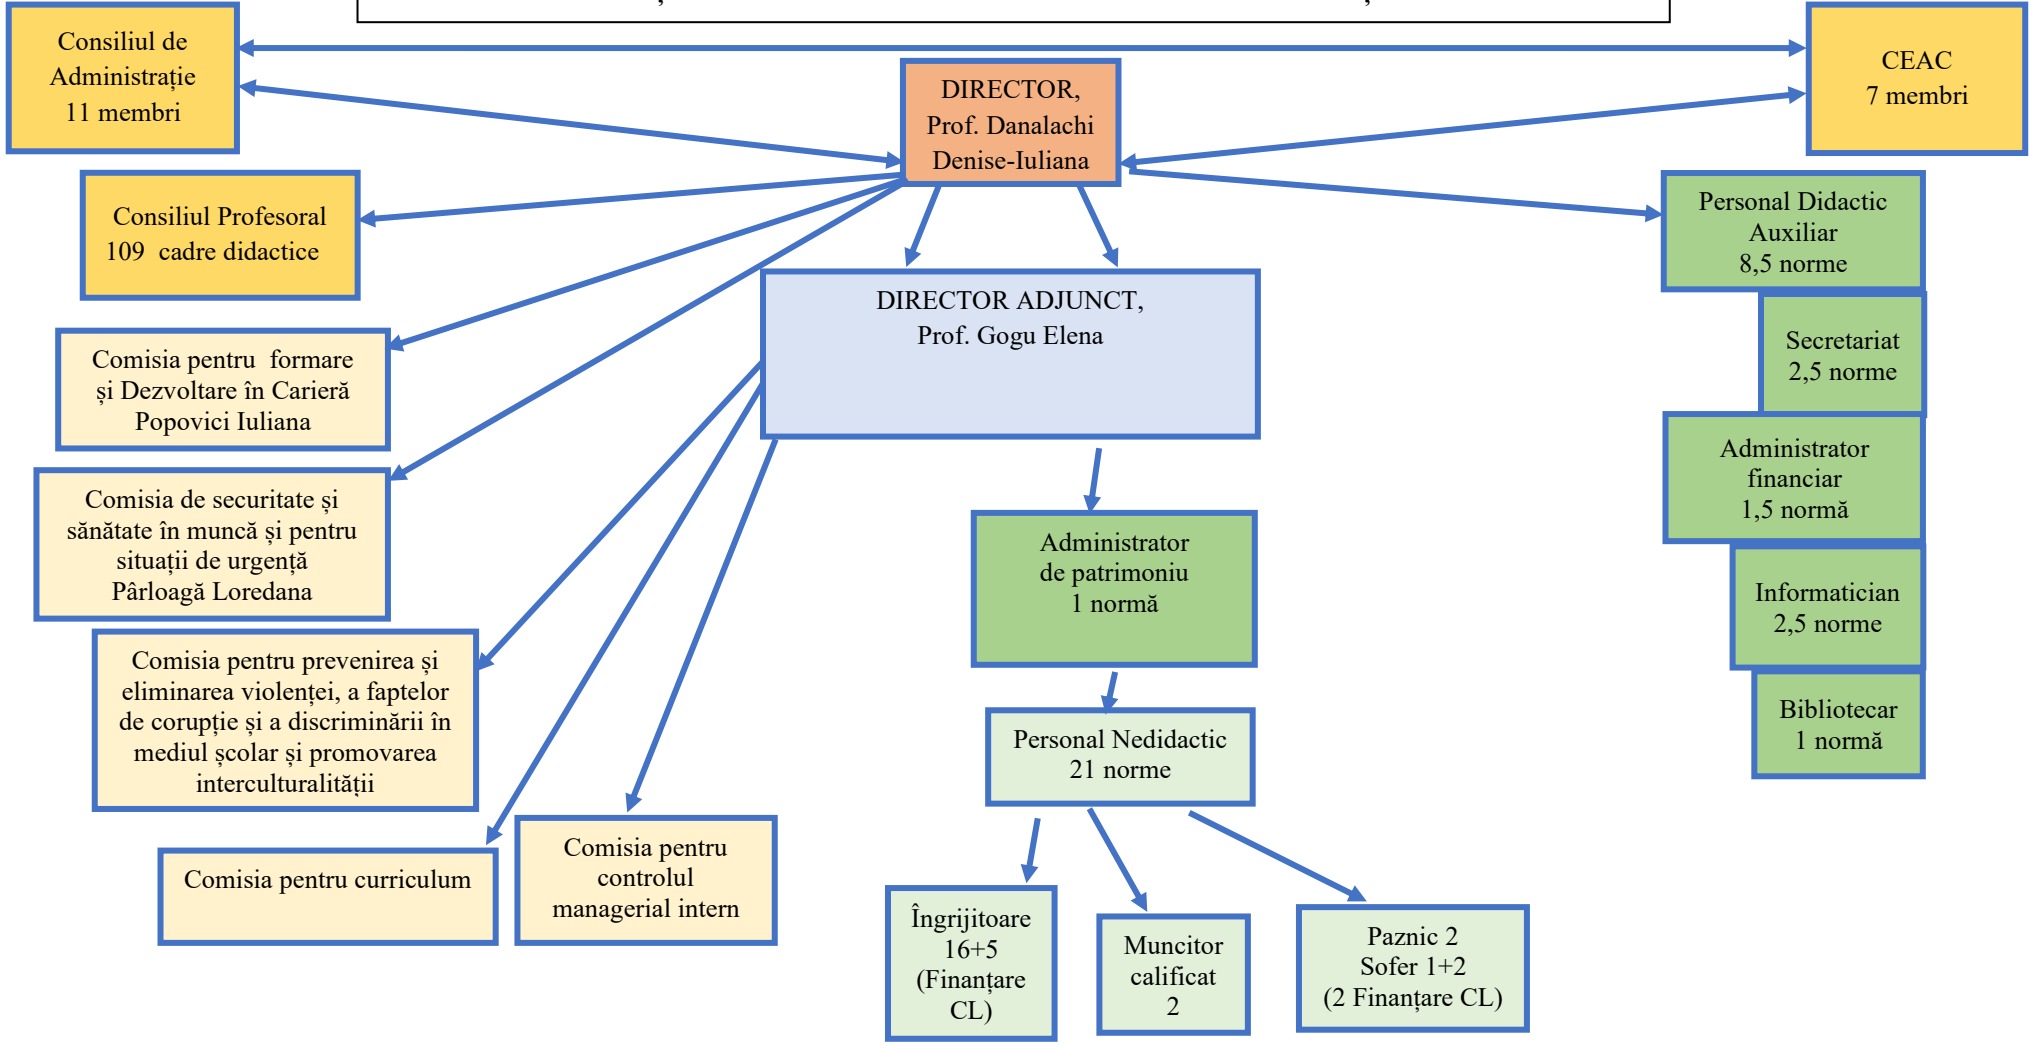 Consiliul de
Administrație
11 membri
CEAC
7 membri
DIRECTOR,
Prof. Danalachi
Denise-Iuliana
Consiliul Profesoral
109 cadre didactice
Personal Didactic
Auxiliar
8,5 norme
DIRECTOR ADJUNCT,
Prof. Gogu Elena
Secretariat
2,5 norme
Comisia pentru formare
și Dezvoltare în Carieră
Popovici Iuliana
Administrator
financiar
1,5 normă
Comisia de securitate și
sănătate în muncă și pentru
situații de urgență
Pârloagă Loredana
Administrator
de patrimoniu
1 normă
Informatician
2,5 norme
Comisia pentru prevenirea și
eliminarea violenței, a faptelor
de corupție și a discriminării în
mediul școlar și promovarea
interculturalității
Bibliotecar
1 normă
Personal Nedidactic
21 norme
Comisia pentru curriculum
Comisia pentru
controlul
managerial intern
Îngrijitoare
16+5
(Finanțare
CL)
Muncitor
calificat
2
Paznic 2
Sofer 1+2
(2 Finanțare CL)